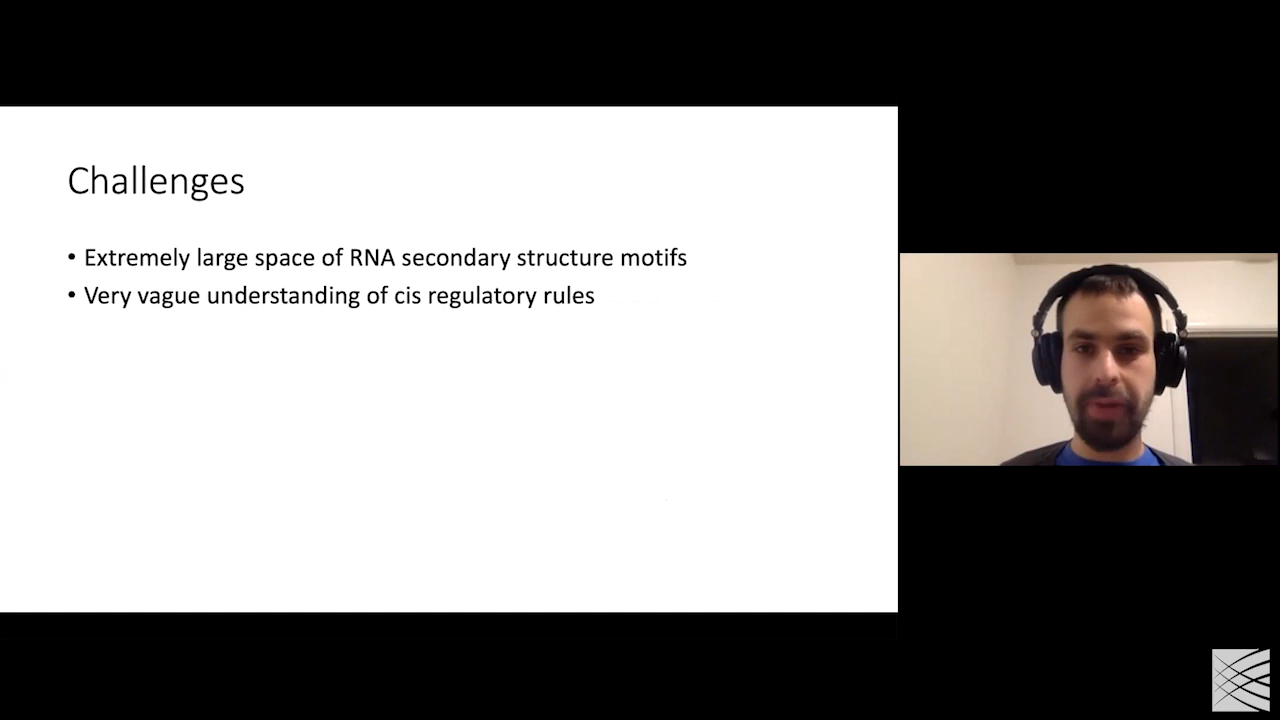 Challenges
• Extremely large space of RNA secondary structure motifs
• Very vague understanding of cis regulatory rules